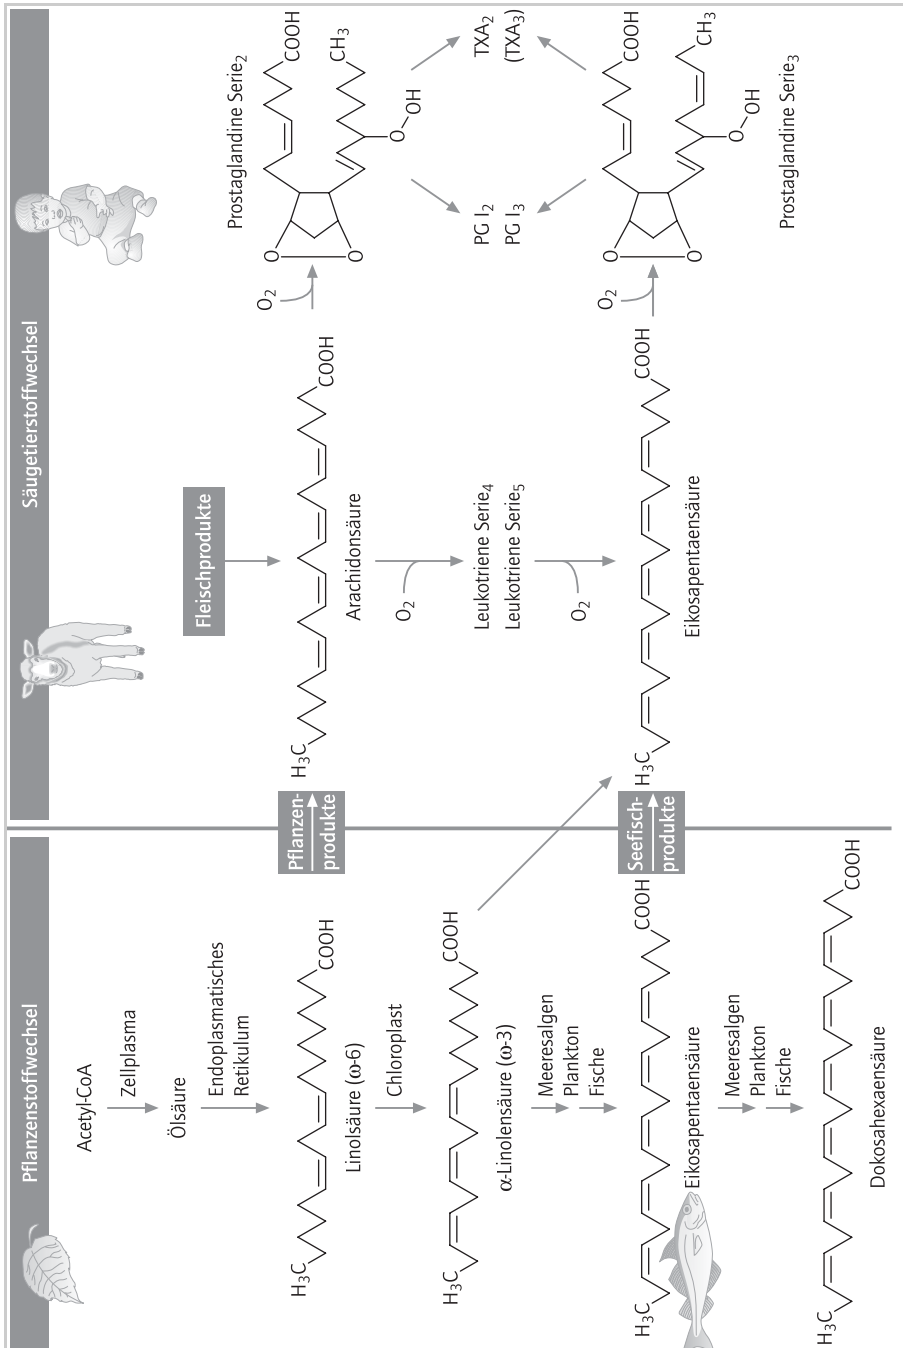 Pflanzenstoffwechsel
Säugetierstoffwechsel
Acetyl-CoA
Zellplasma
Ölsäure
Endoplasmatisches
Retikulum
H₃C
COOH
Linolsäure (ω-6)
Chloroplast
H₃C
COOH
α-Linolensäure (ω-3)
Meeresalgen
Plankton
Fische
H₃C
COOH
Eikosapentaensäure
Meeresalgen
Plankton
Fische
H₃C
COOH
Dokosahexaensäure
Pflanzen-
produkte
Seefisch-
produkte
Fleischprodukte
H₃C
COOH
Arachidonsäure
O₂
Leukotriene Serie₄
Leukotriene Serie₅
O₂
H₃C
COOH
Eikosapentaensäure
O₂
Prostaglandine Serie₂
COOH
CH₃
O
OH
O
O
PG I₂
PG I₃
TXA₂
(TXA₃)
O₂
COOH
CH₃
O
OH
O
O
Prostaglandine Serie₃